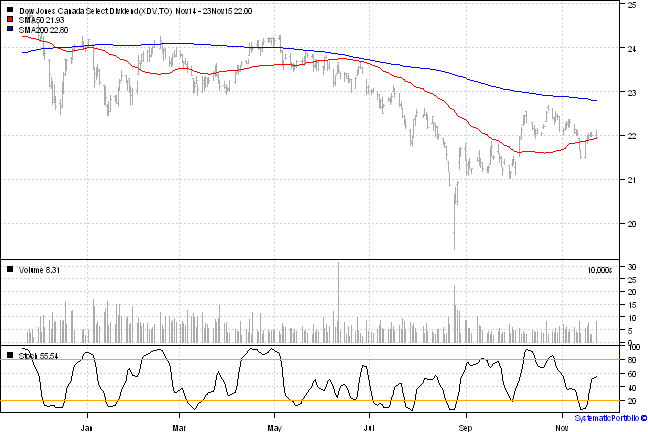 Dow Jones Canada Select Dividend(XDV.TO) Nov14 - 23Nov15 22.00
SMA50 21.93
SMA200 22.80
25
24
23
22
21
20
Volume 8.31
10,000s
30
25
20
15
10
5
0
Stoch 55.54
100
80
60
40
20
Jan
Mar
May
Jul
Sep
Nov
SystematicPortfolio ©